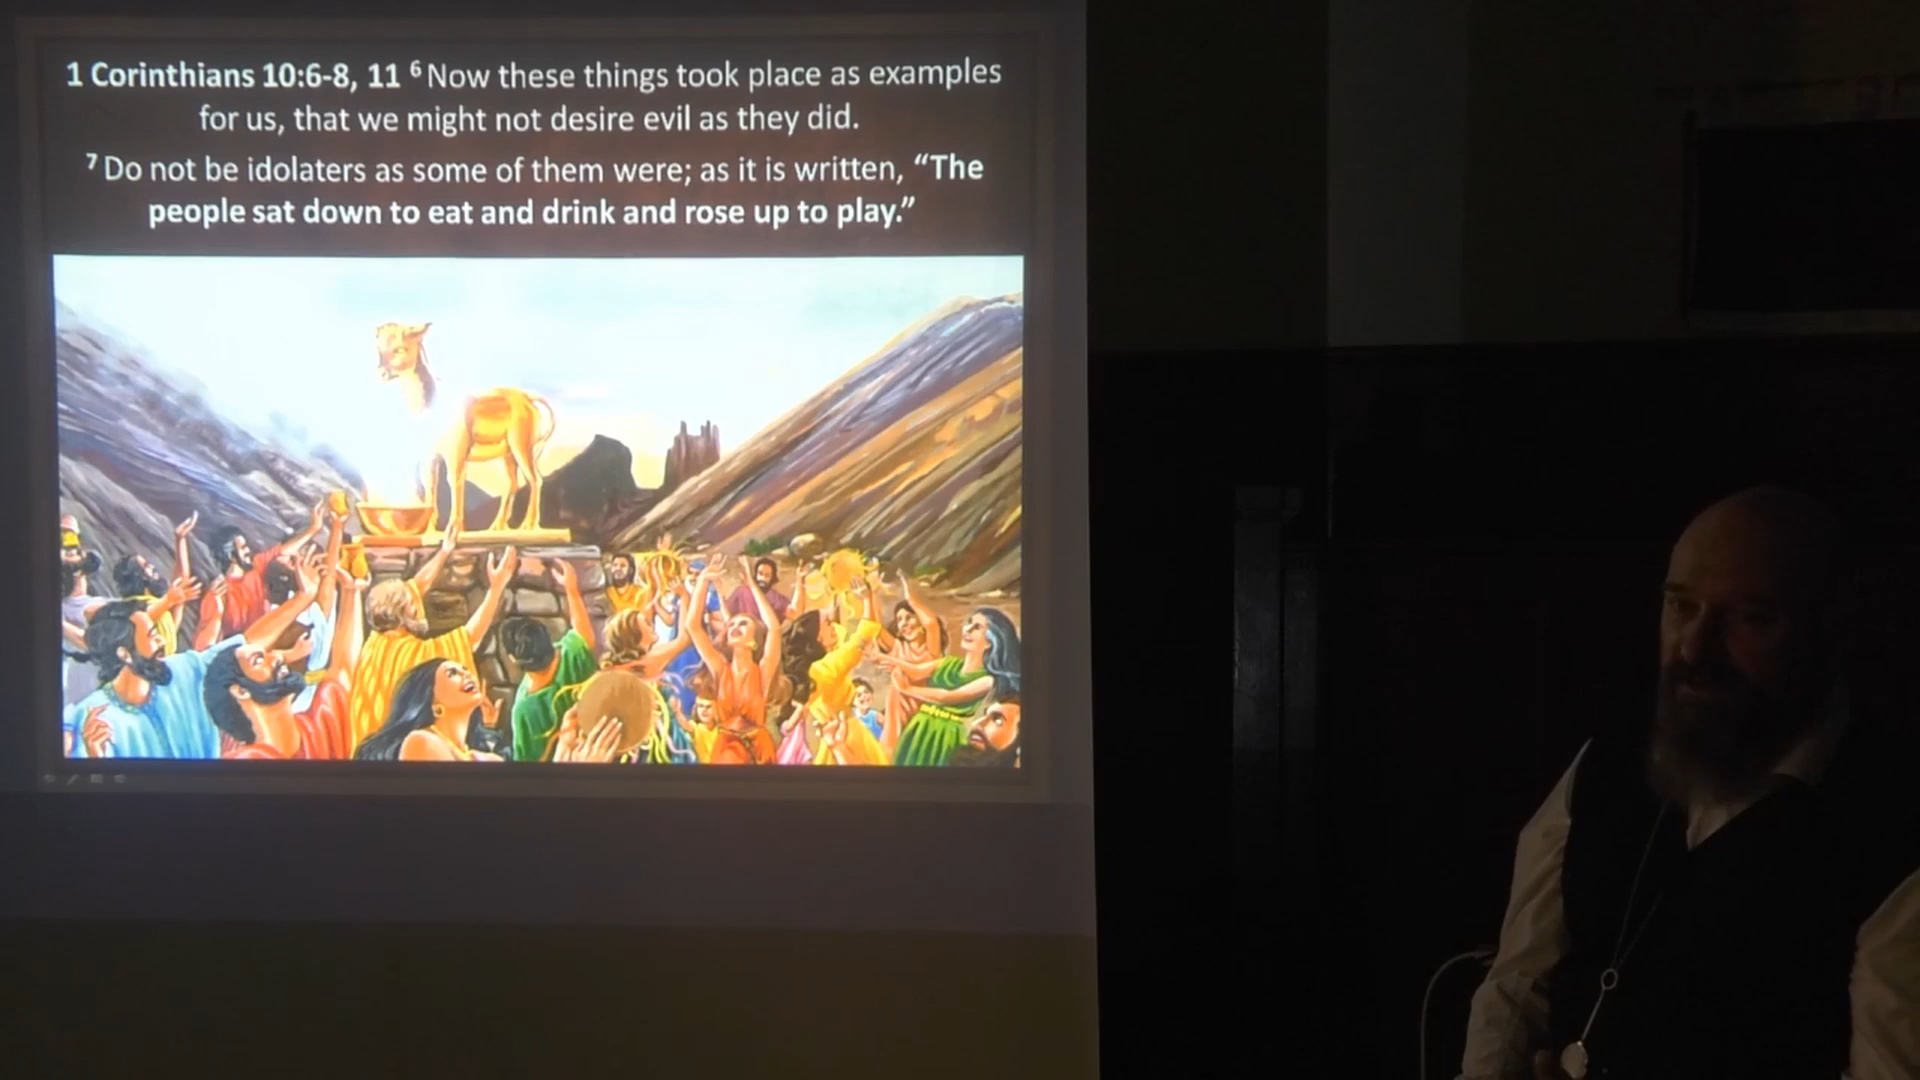 1 Corinthians 10:6-8, 11 ⁶ Now these things took place as examples
for us, that we might not desire evil as they did.
⁷ Do not be idolaters as some of them were; as it is written, “The
people sat down to eat and drink and rose up to play.”